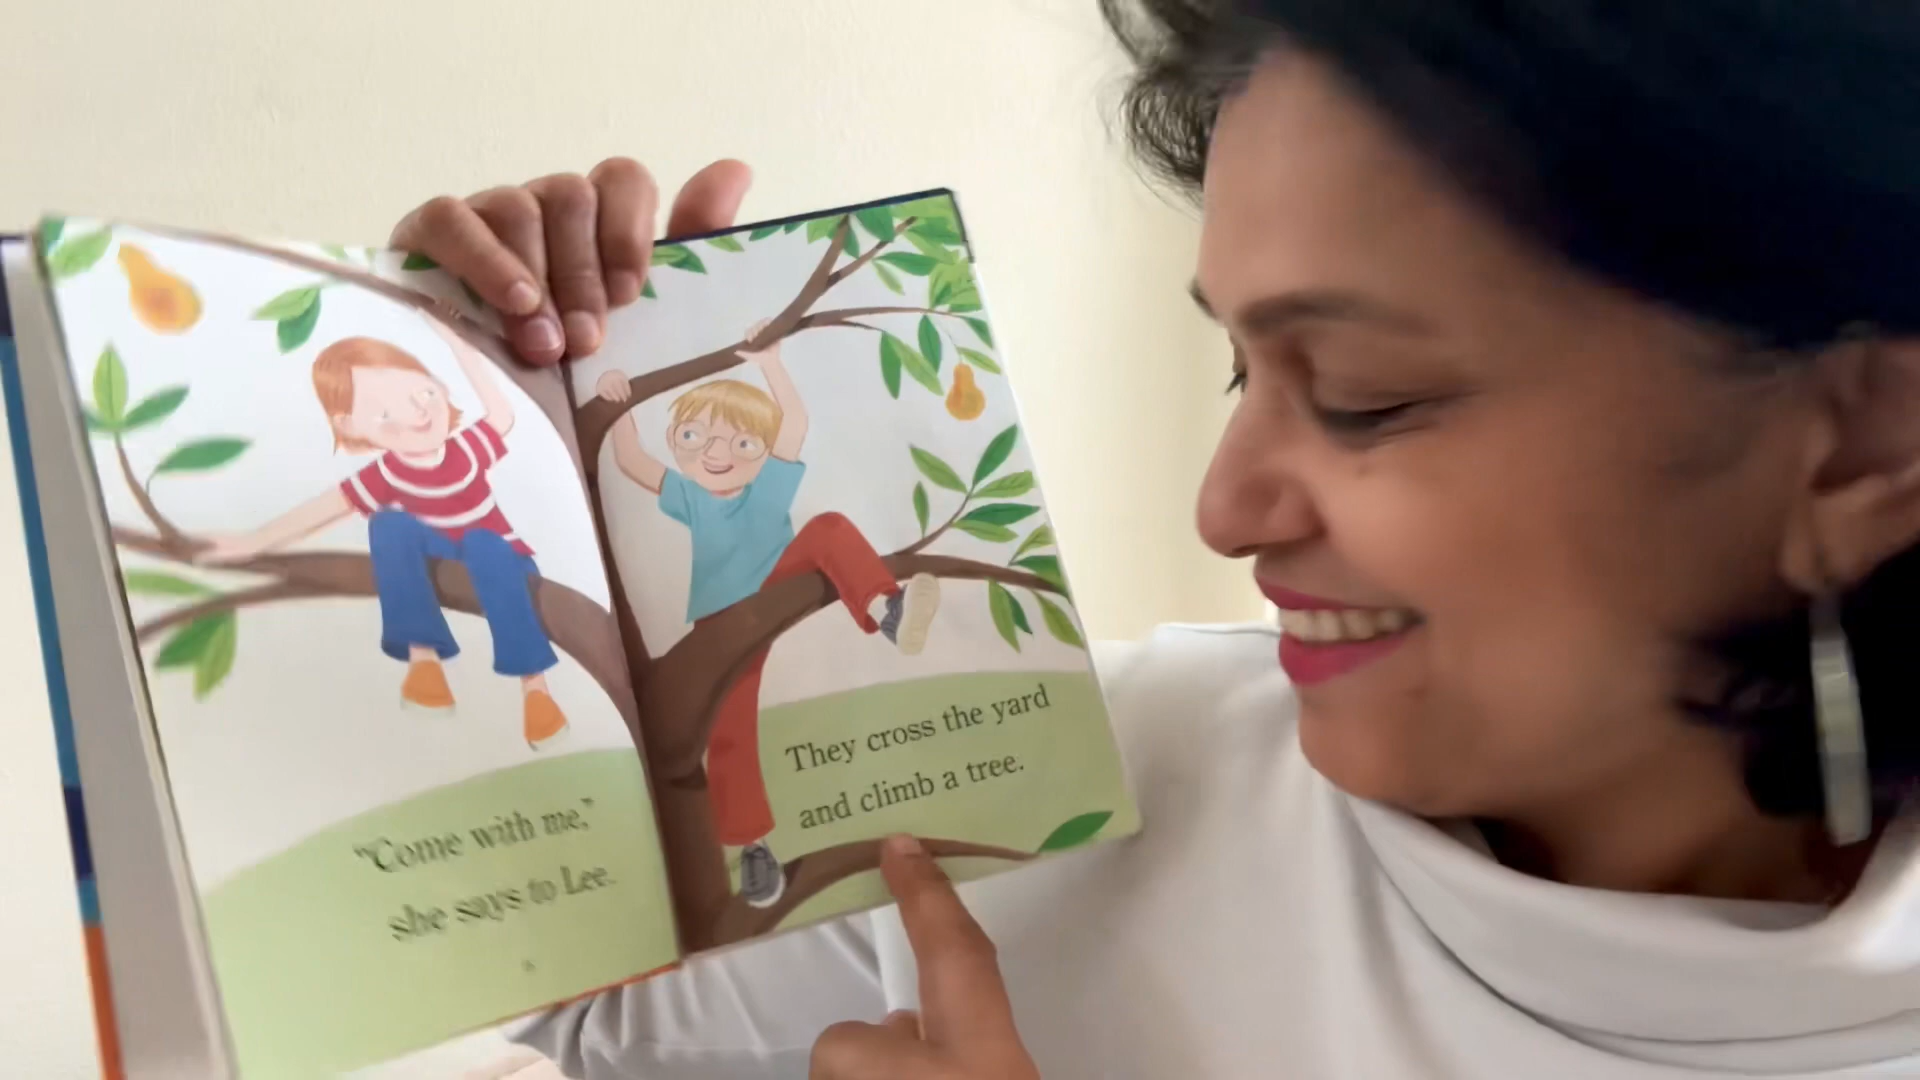 “Come with me,”
she says to Lee.
They cross the yard
and climb a tree.